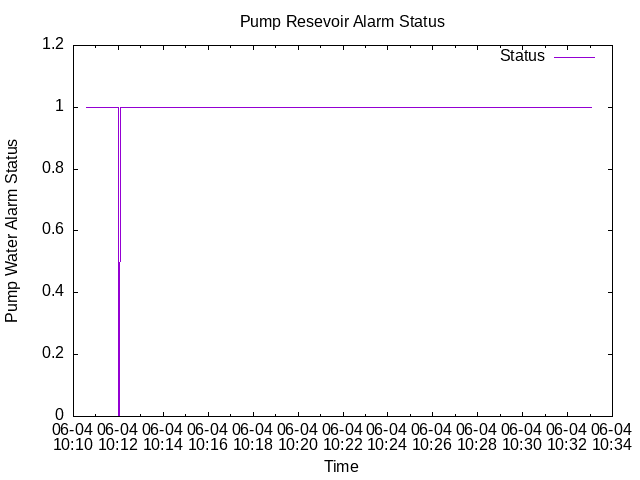 Pump Resevoir Alarm Status
Status
1.2
1
0.8
0.6
0.4
0.2
0
Pump Water Alarm Status
06-04 06-04 06-04 06-04 06-04 06-04 06-04 06-04 06-04 06-04 06-04 06-04 06-04
10:10 10:12 10:14 10:16 10:18 10:20 10:22 10:24 10:26 10:28 10:30 10:32 10:34
Time